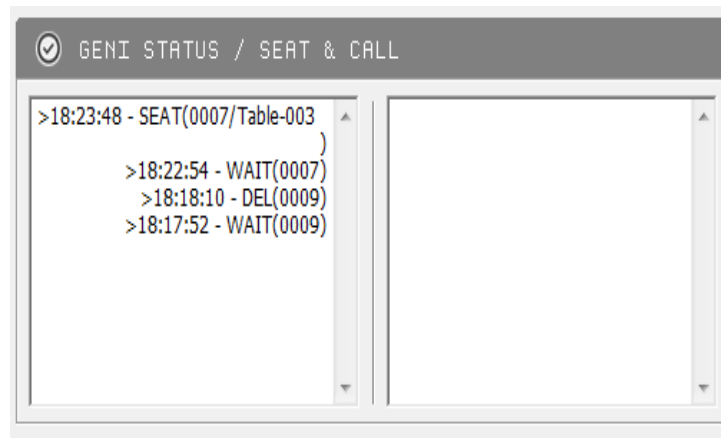 GENI STATUS / SEAT & CALL
>18:23:48 - SEAT(0007/Table-003
)
>18:22:54 - WAIT(0007)
>18:18:10 - DEL(0009)
>18:17:52 - WAIT(0009)